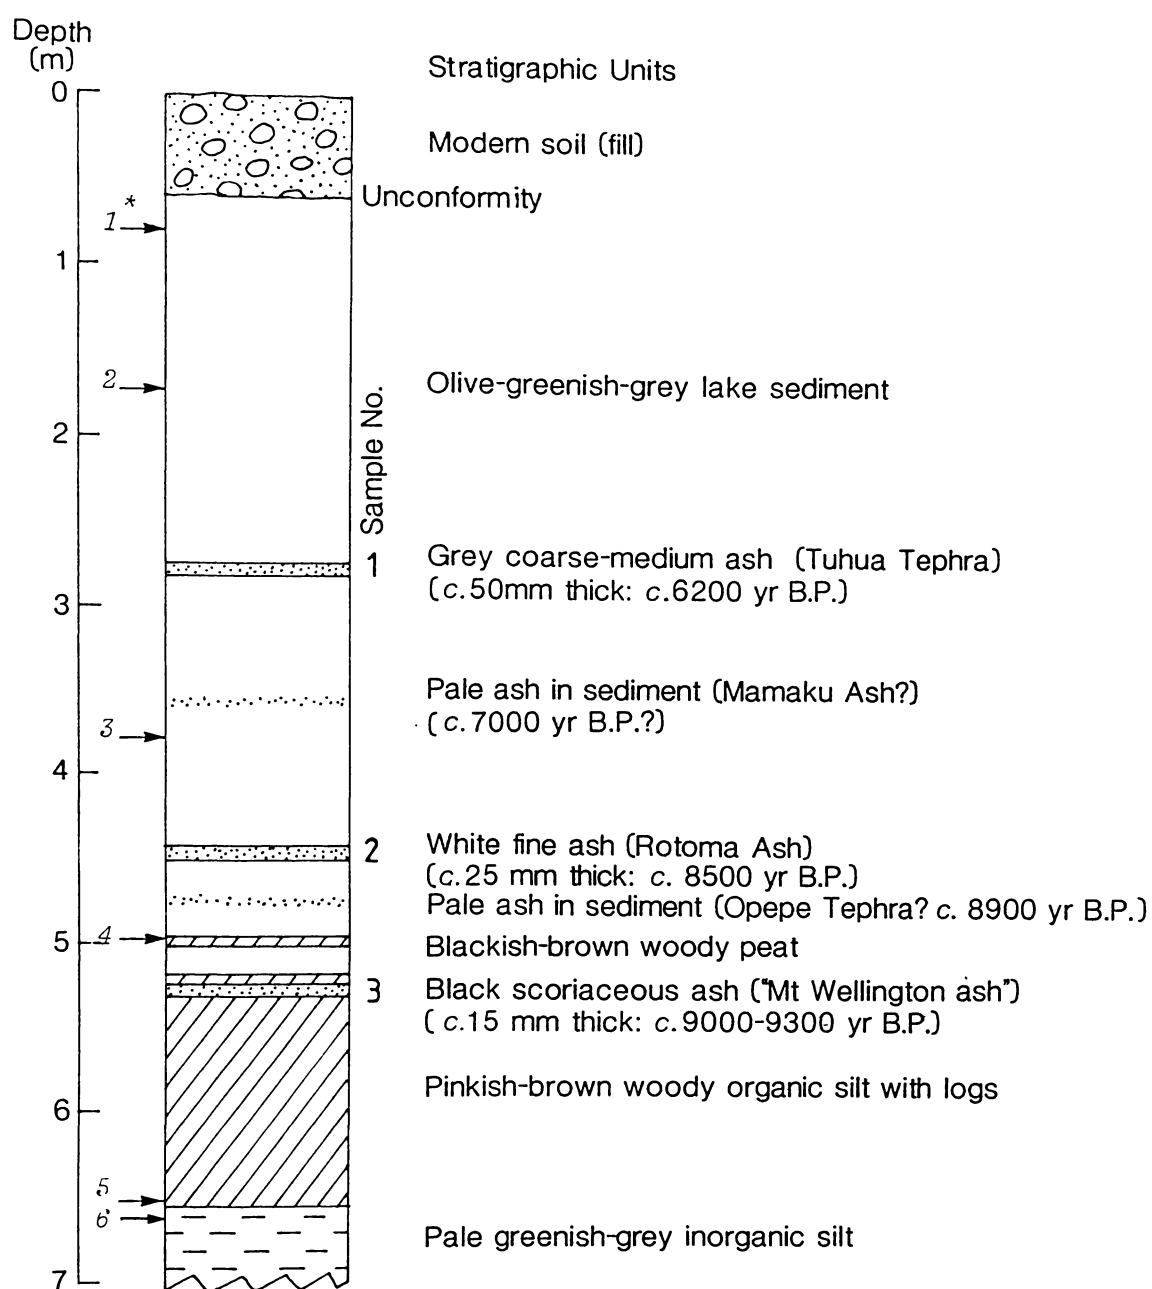 Depth
(m)
Stratigraphic Units
0
Modern soil (fill)
Unconformity
*
1
1
2
Olive-greenish-grey lake sediment
2
Sample No.
1
Grey coarse-medium ash (Tuhua Tephra)
(c.50mm thick: c.6200 yr B.P.)
3
Pale ash in sediment (Mamaku Ash?)
(c.7000 yr B.P.?)
3
4
2
White fine ash (Rotoma Ash)
(c.25 mm thick: c. 8500 yr B.P.)
Pale ash in sediment (Opepe Tephra? c. 8900 yr B.P.)
5
4
Blackish-brown woody peat
3
Black scoriaceous ash ("Mt Wellington ash")
(c.15 mm thick: c.9000-9300 yr B.P.)
Pinkish-brown woody organic silt with logs
6
5
6
Pale greenish-grey inorganic silt
7